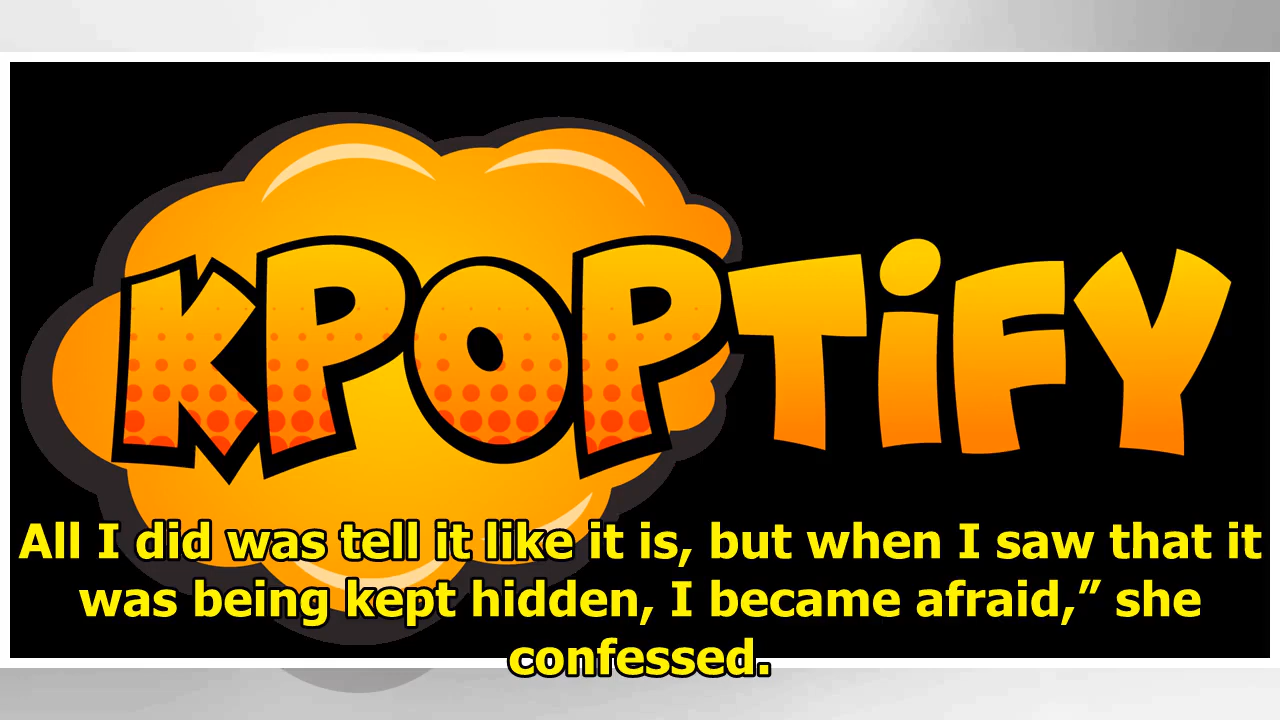 KPOPTiFY
All I did was tell it like it is, but when I saw that it
was being kept hidden, I became afraid,” she
confessed.